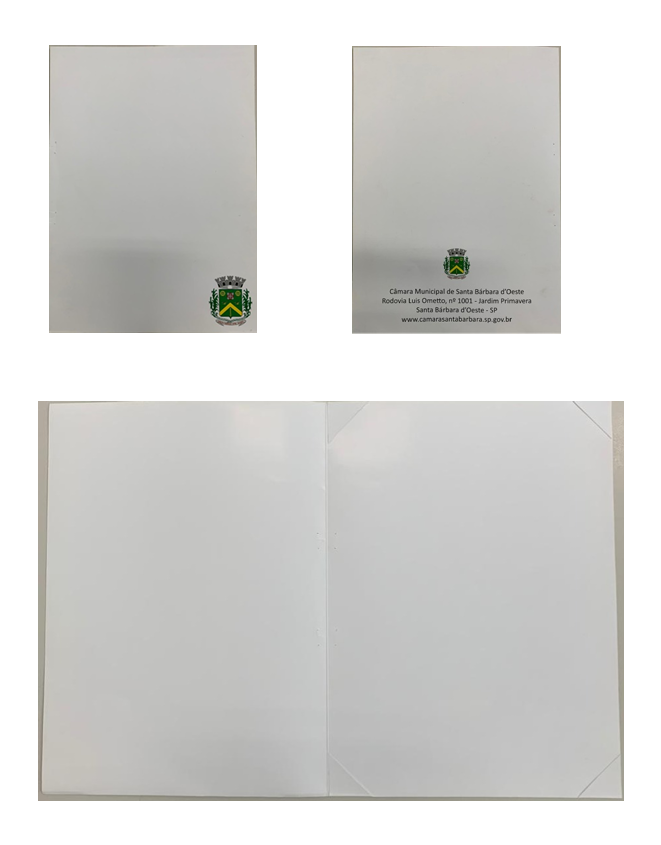 Câmara Municipal de Santa Bárbara d'Oeste
Rodovia Luis Ometto, nº 1001 - Jardim Primavera
Santa Bárbara d'Oeste - SP
www.camarasantabarbara.sp.gov.br